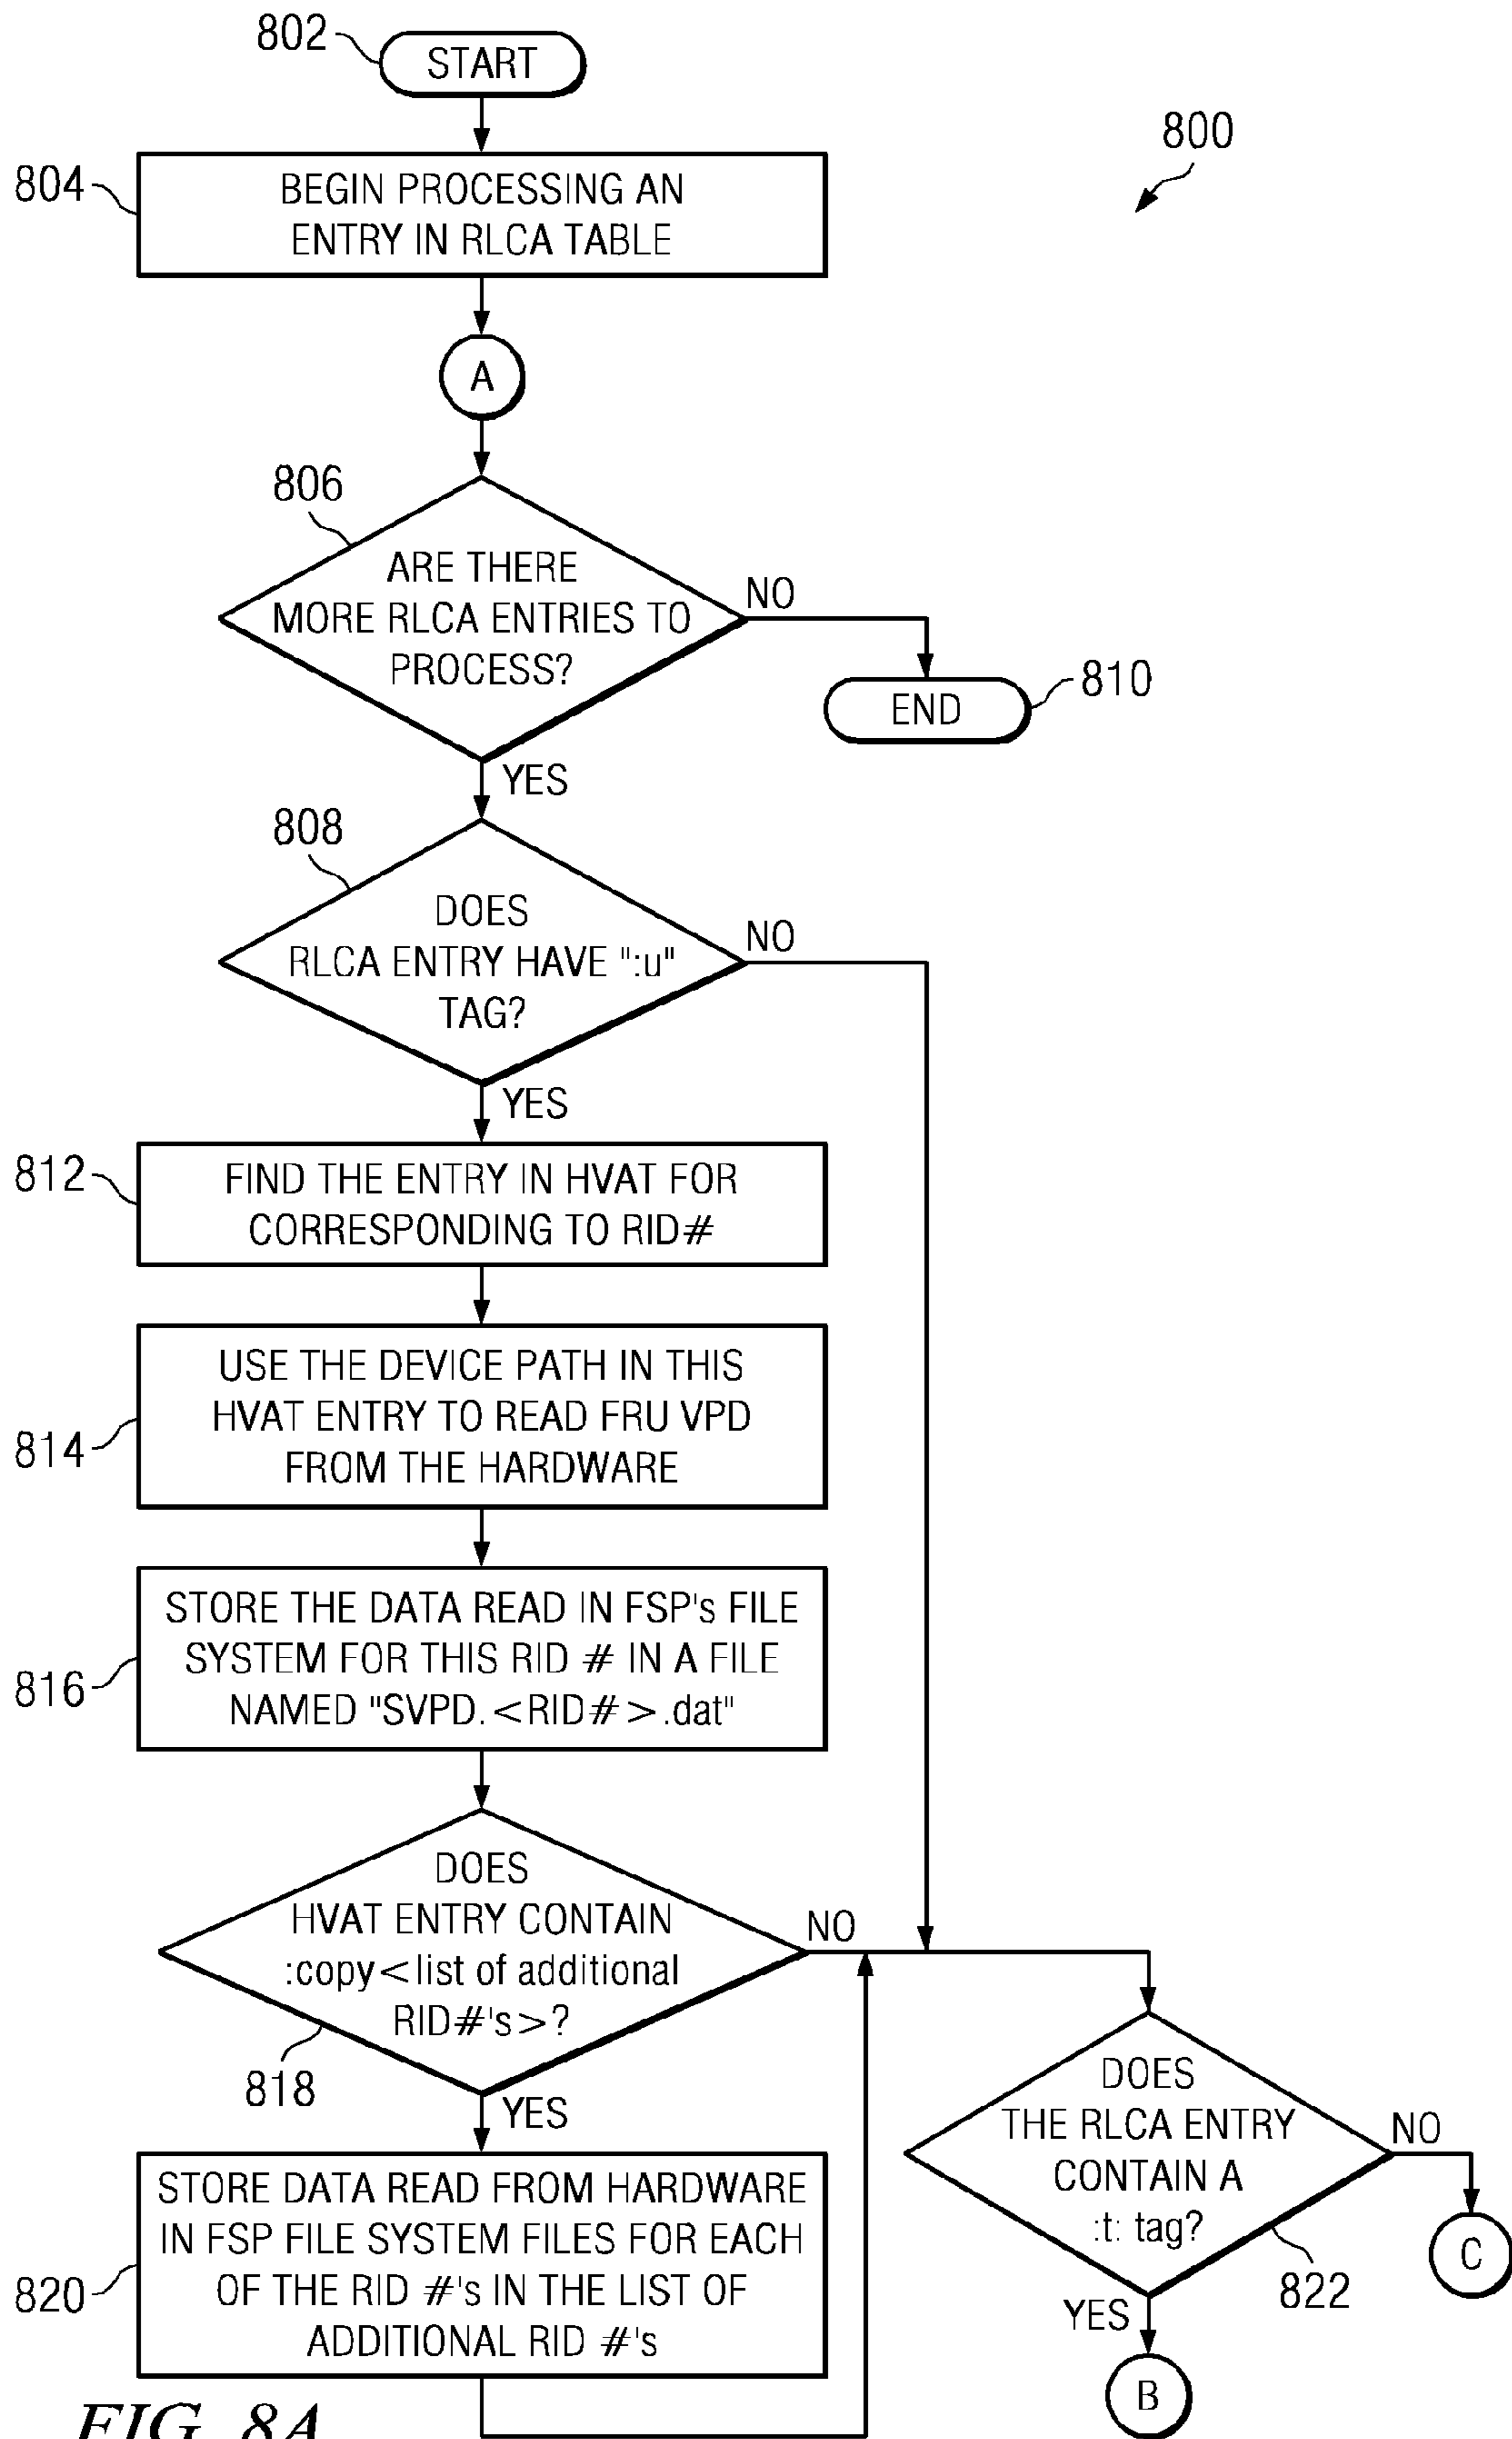 802
START
800
804
BEGIN PROCESSING AN
ENTRY IN RLCA TABLE
A
806
ARE THERE
MORE RLCA ENTRIES TO
PROCESS?
NO
END
810
YES
808
DOES
RLCA ENTRY HAVE ":u"
TAG?
NO
YES
812
FIND THE ENTRY IN HVAT FOR
CORRESPONDING TO RID#
814
USE THE DEVICE PATH IN THIS
HVAT ENTRY TO READ FRU VPD
FROM THE HARDWARE
816
STORE THE DATA READ IN FSP's FILE
SYSTEM FOR THIS RID # IN A FILE
NAMED "SVPD.<RID#>.dat"
DOES
HVAT ENTRY CONTAIN
:copy<list of additional
RID#'s>?
NO
818
YES
820
STORE DATA READ FROM HARDWARE
IN FSP FILE SYSTEM FILES FOR EACH
OF THE RID #'s IN THE LIST OF
ADDITIONAL RID #'s
DOES
THE RLCA ENTRY
CONTAIN A
:t: tag?
NO
C
822
YES
B
FIG. 8A